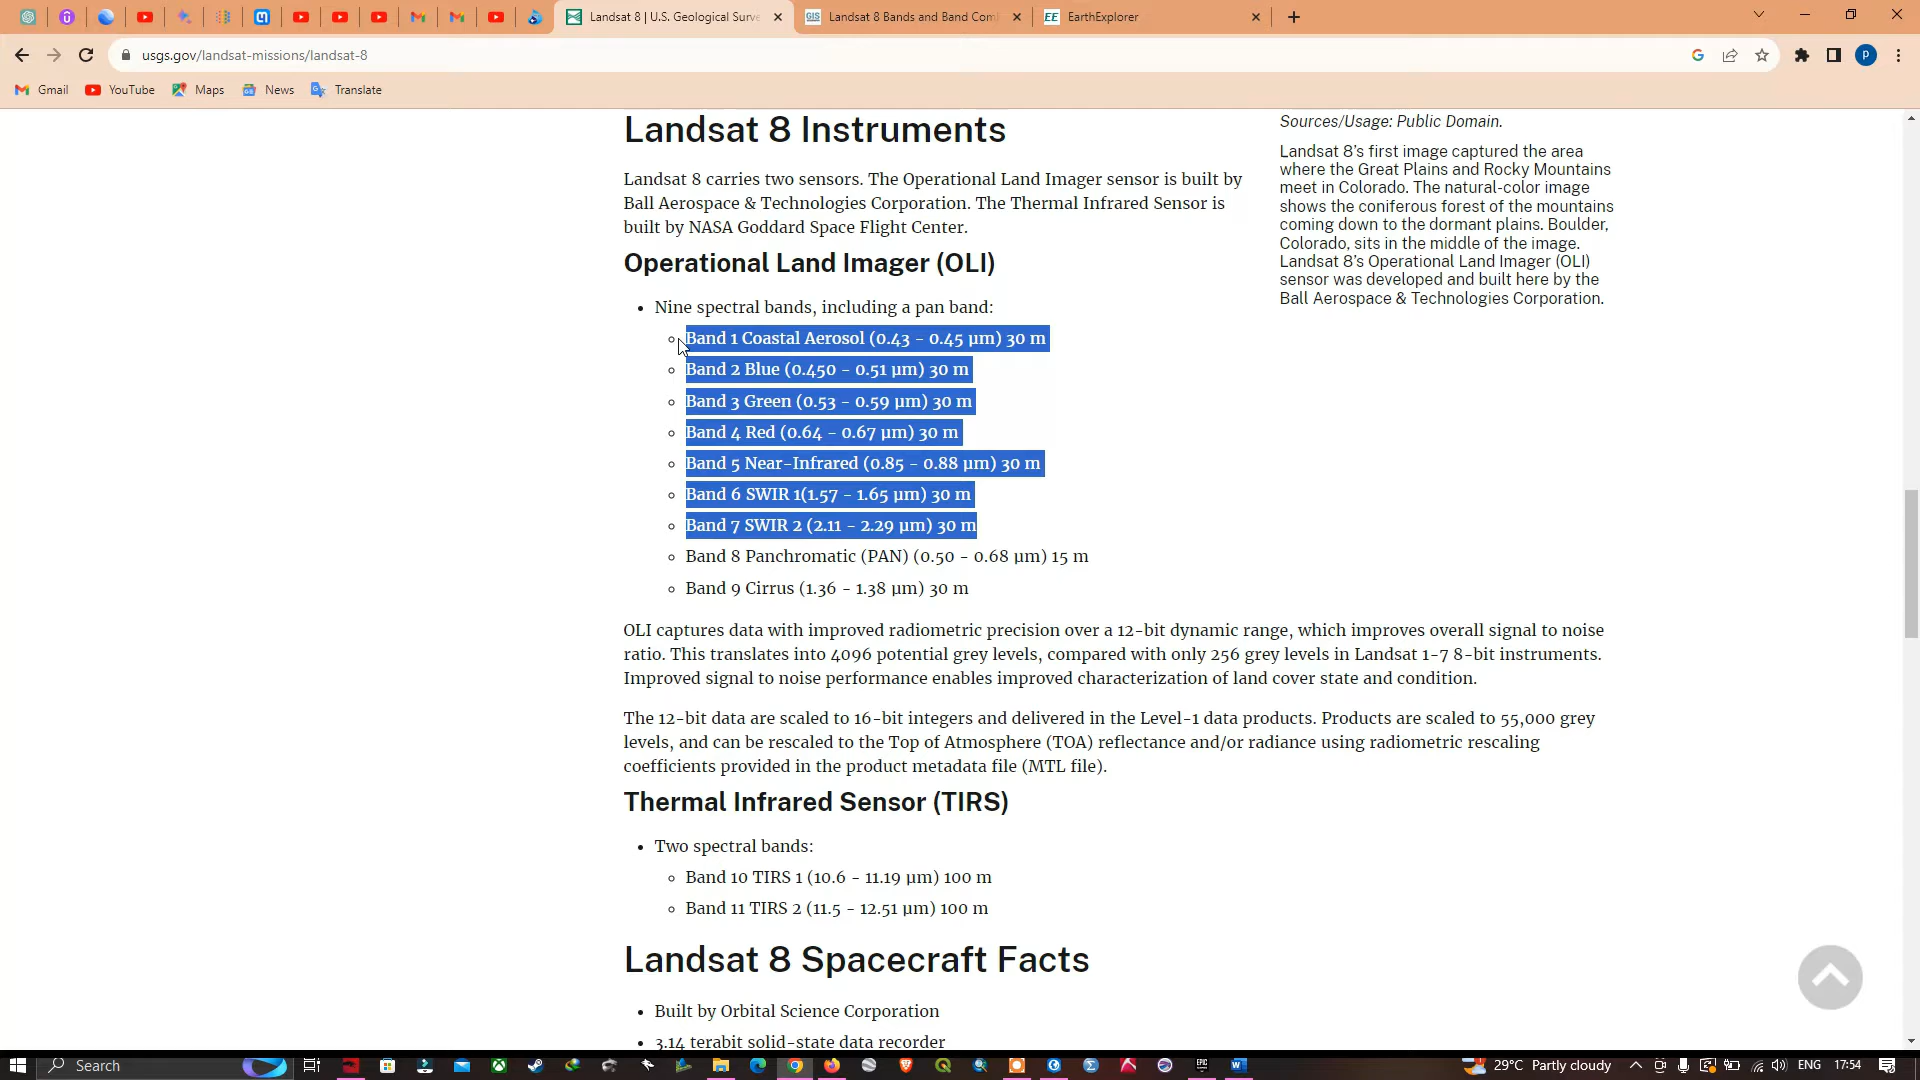 Landsat 8 | U.S. Geological Surve
Landsat 8 Bands and Band Com
EarthExplorer
usgs.gov/landsat-missions/landsat-8
Gmail
YouTube
Maps
News
Translate
Landsat 8 Instruments
Landsat 8 carries two sensors. The Operational Land Imager sensor is built by
Ball Aerospace & Technologies Corporation. The Thermal Infrared Sensor is
built by NASA Goddard Space Flight Center.
Operational Land Imager (OLI)
• Nine spectral bands, including a pan band:
◦ Band 1 Coastal Aerosol (0.43 - 0.45 µm) 30 m
◦ Band 2 Blue (0.450 - 0.51 µm) 30 m
◦ Band 3 Green (0.53 - 0.59 µm) 30 m
◦ Band 4 Red (0.64 - 0.67 µm) 30 m
◦ Band 5 Near-Infrared (0.85 - 0.88 µm) 30 m
◦ Band 6 SWIR 1(1.57 - 1.65 µm) 30 m
◦ Band 7 SWIR 2 (2.11 - 2.29 µm) 30 m
◦ Band 8 Panchromatic (PAN) (0.50 - 0.68 µm) 15 m
◦ Band 9 Cirrus (1.36 - 1.38 µm) 30 m
OLI captures data with improved radiometric precision over a 12-bit dynamic range, which improves overall signal to noise
ratio. This translates into 4096 potential grey levels, compared with only 256 grey levels in Landsat 1-7 8-bit instruments.
Improved signal to noise performance enables improved characterization of land cover state and condition.
The 12-bit data are scaled to 16-bit integers and delivered in the Level-1 data products. Products are scaled to 55,000 grey
levels, and can be rescaled to the Top of Atmosphere (TOA) reflectance and/or radiance using radiometric rescaling
coefficients provided in the product metadata file (MTL file).
Thermal Infrared Sensor (TIRS)
• Two spectral bands:
◦ Band 10 TIRS 1 (10.6 - 11.19 µm) 100 m
◦ Band 11 TIRS 2 (11.5 - 12.51 µm) 100 m
Landsat 8 Spacecraft Facts
• Built by Orbital Science Corporation
• 3.14 terabit solid-state data recorder
Sources/Usage: Public Domain.
Landsat 8's first image captured the area
where the Great Plains and Rocky Mountains
meet in Colorado. The natural-color image
shows the coniferous forest of the mountains
coming down to the dormant plains. Boulder,
Colorado, sits in the middle of the image.
Landsat 8's Operational Land Imager (OLI)
sensor was developed and built here by the
Ball Aerospace & Technologies Corporation.
Search
29°C Partly cloudy
ENG
17:54